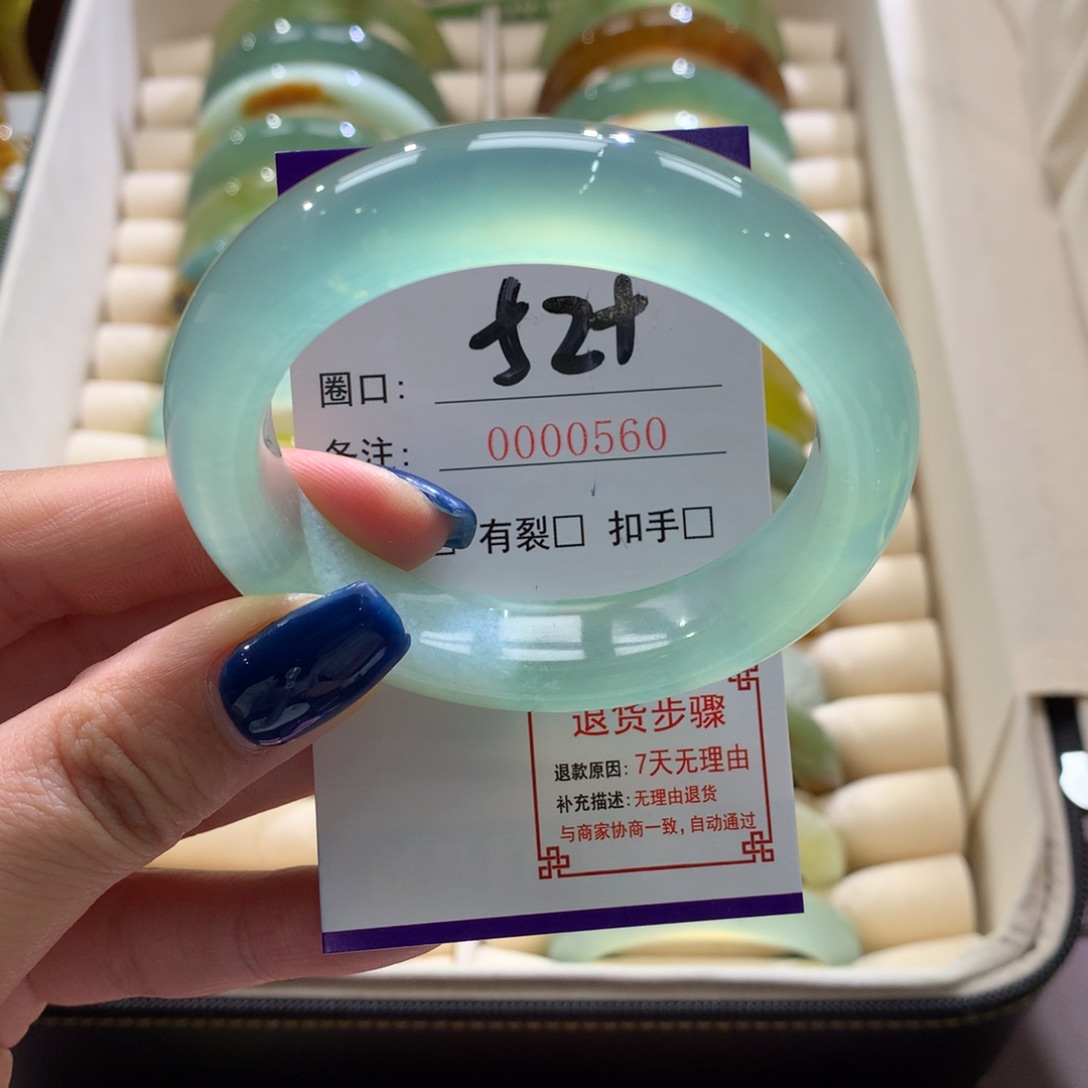 52+
圈口：
备注：0000560
有裂□ 扣手□
退货步骤
退款原因：7天无理由
补充描述：无理由退货
与商家协商一致，自动通过